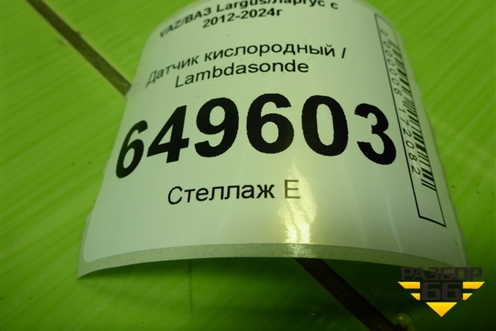 VAZ/ВАЗ Largus/Ларгус с
2012-2024г
Датчик кислородный /
Lambdasonde
649603
Стеллаж Е
РАЗБОР
66